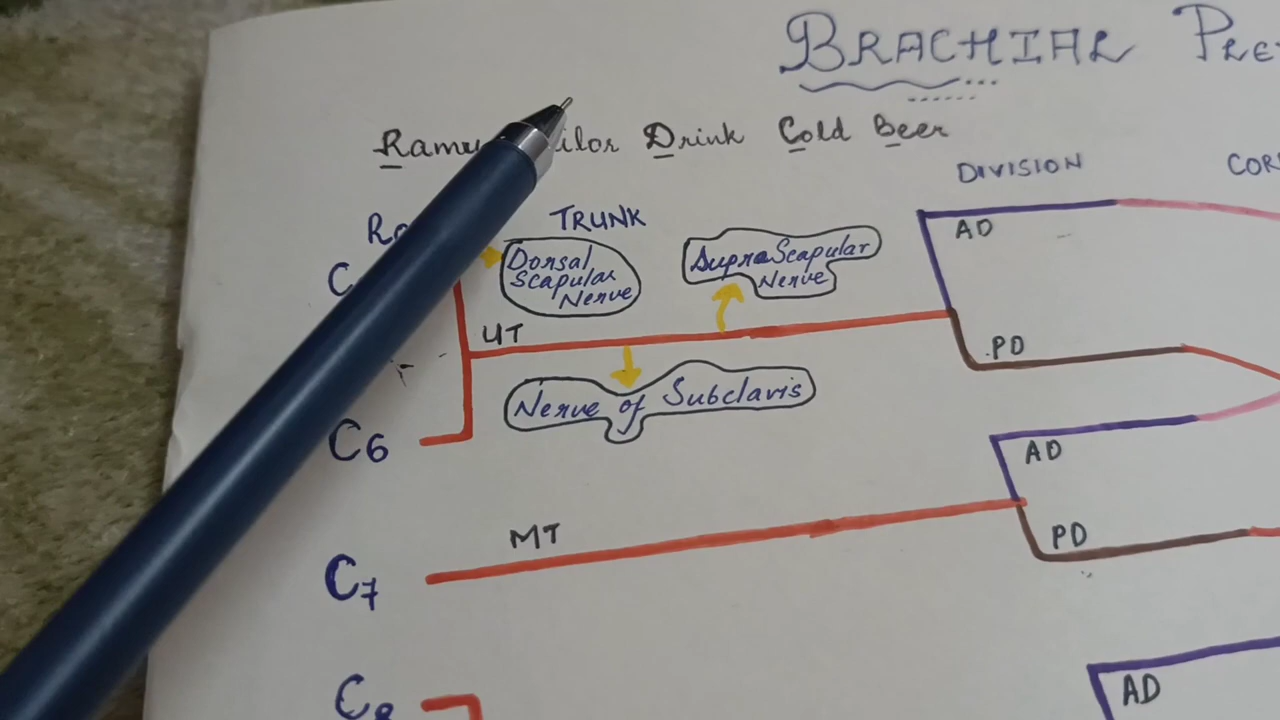 BRACHIAL
Drink Cold Beer
DIVISION
TRUNK
AD
Dorsal
Scapular
Nerve
SupraScapular
Nerve
UT
PD
Nerve of Subclavis
C6
AD
MT
PD
C7
C8
AD